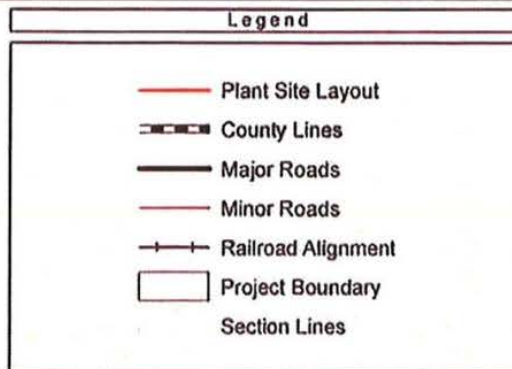 Legend
Plant Site Layout
County Lines
Major Roads
Minor Roads
Railroad Alignment
Project Boundary
Section Lines